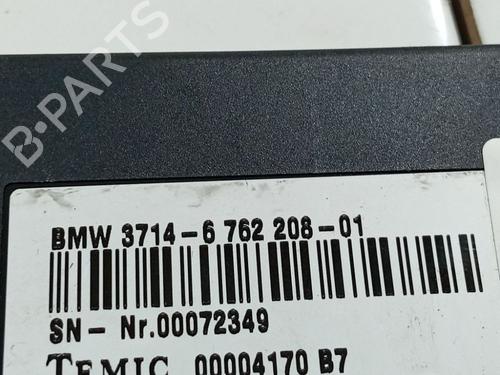 B-PARTS
BMW 3714-6 762 208-01
SN- Nr.00072349
TEMIC 00004170 B7